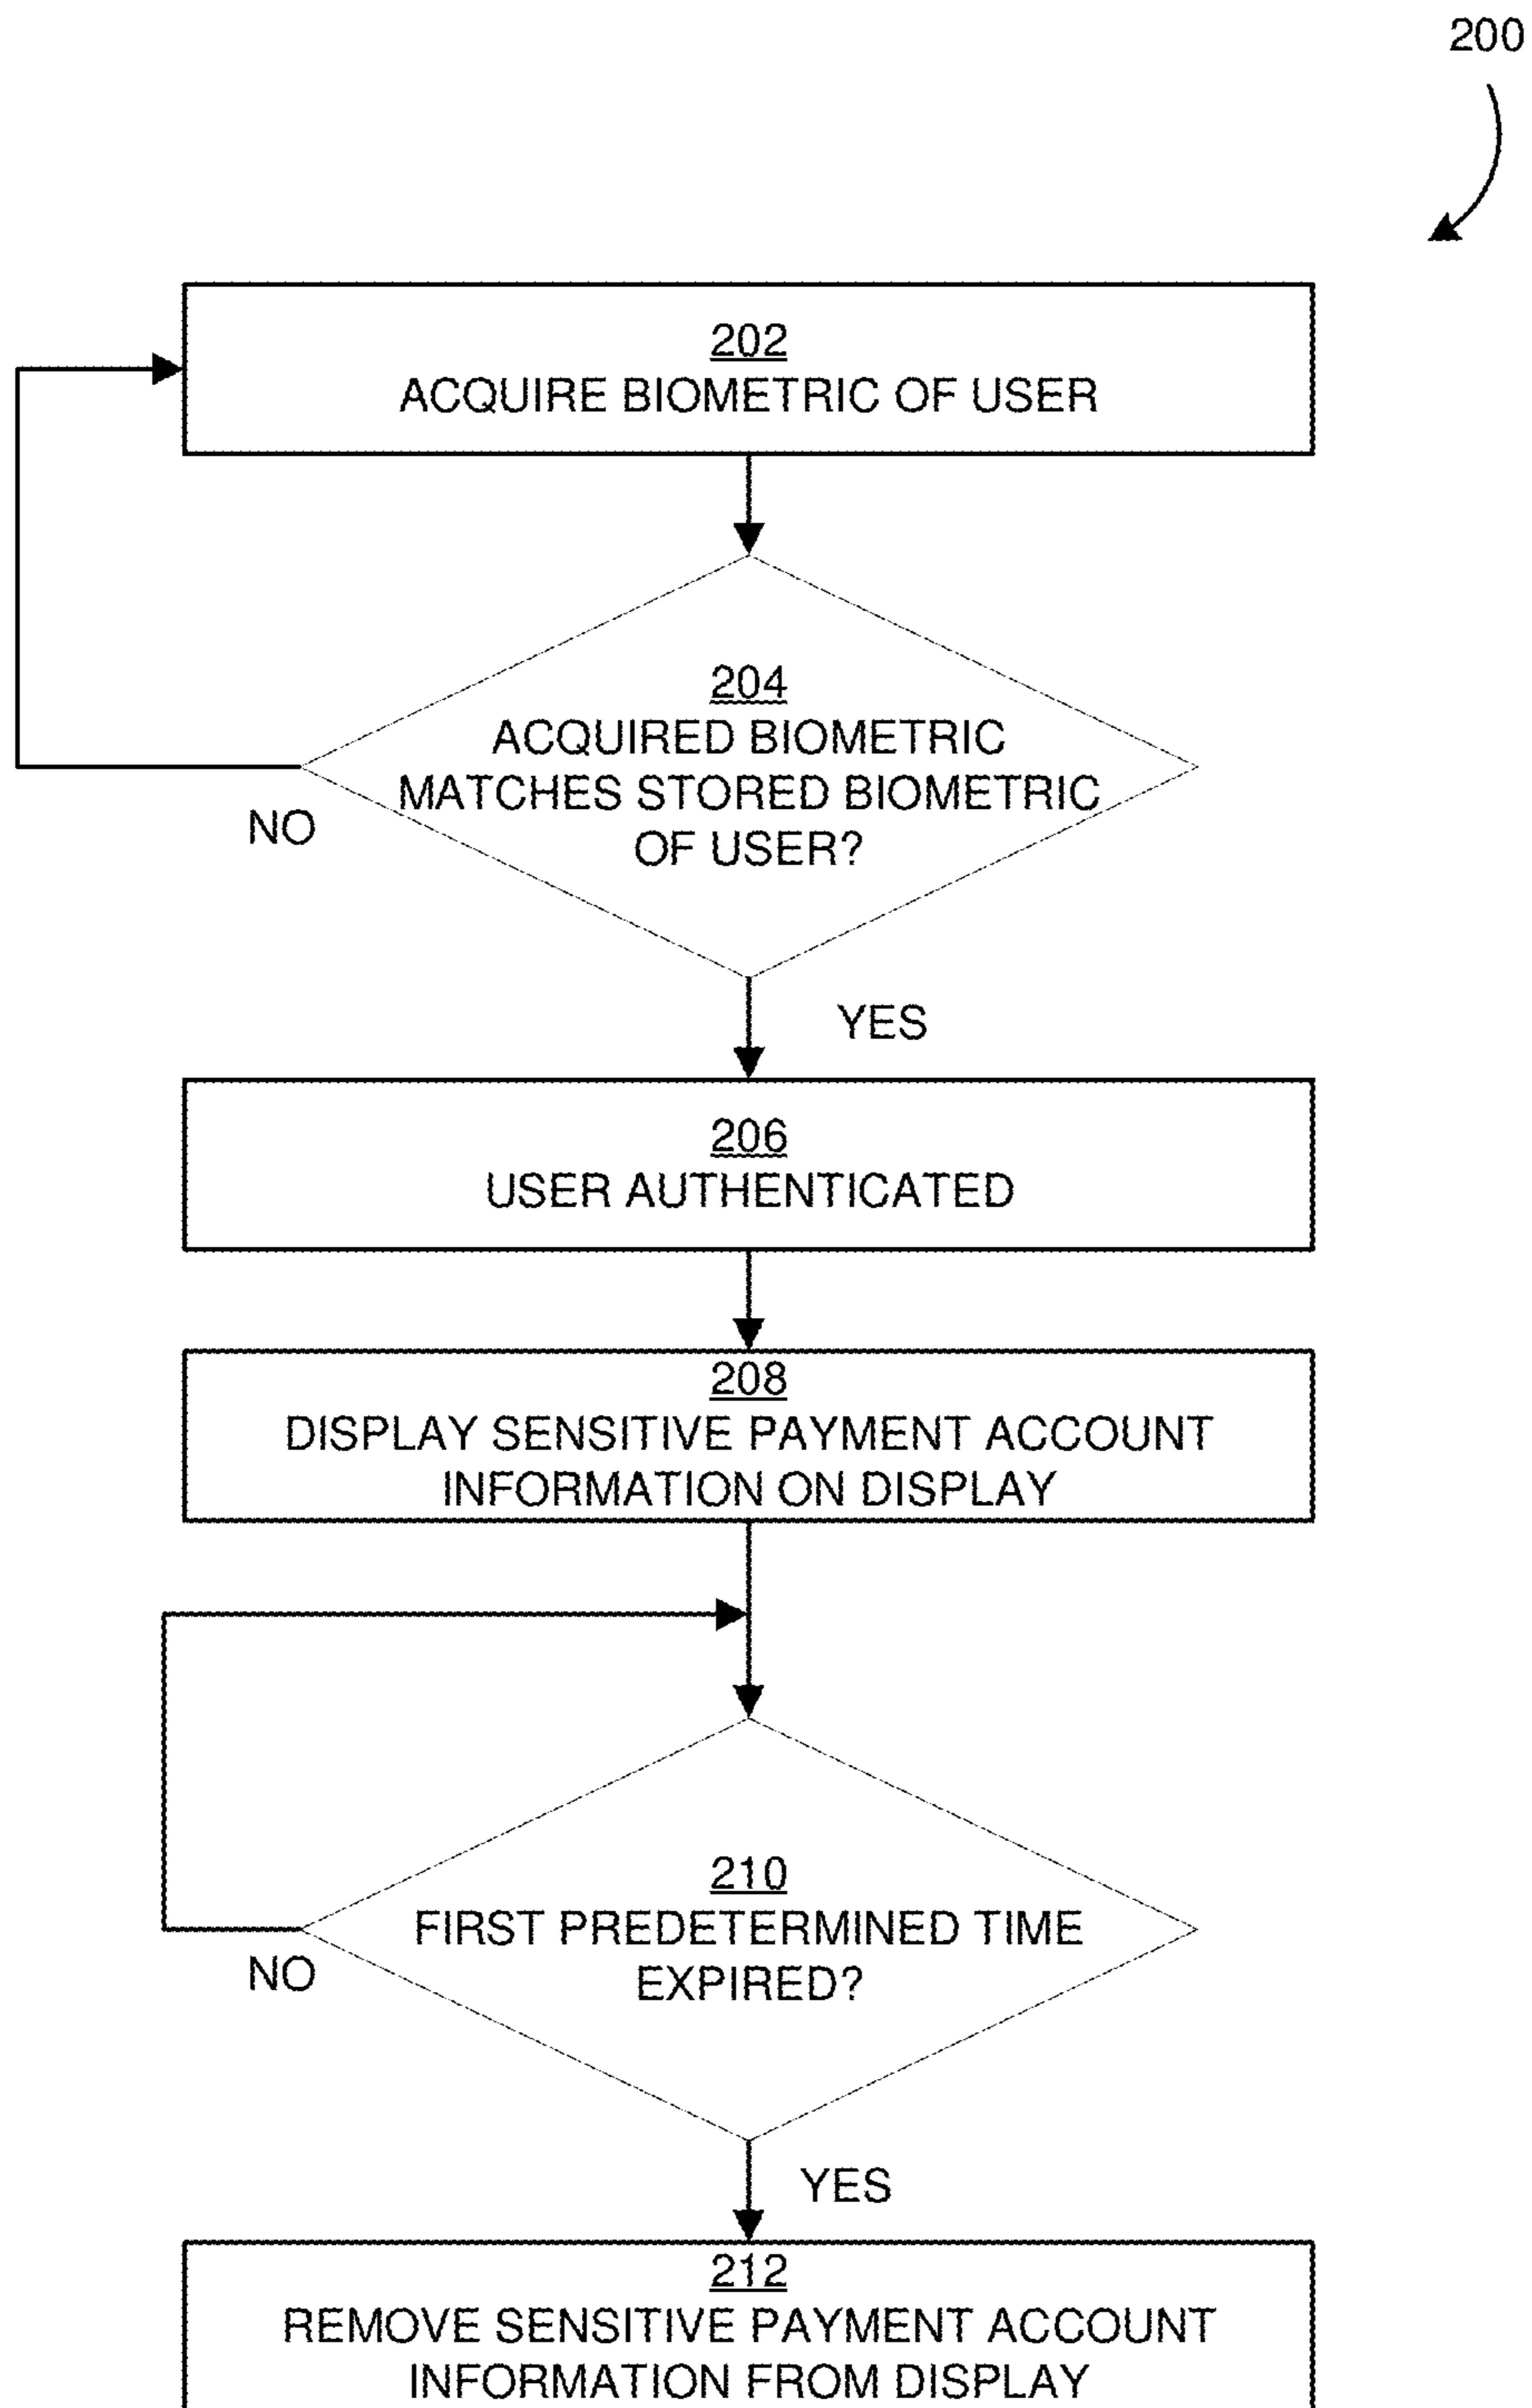 200
202
ACQUIRE BIOMETRIC OF USER
204
ACQUIRED BIOMETRIC
MATCHES STORED BIOMETRIC
OF USER?
NO
YES
206
USER AUTHENTICATED
208
DISPLAY SENSITIVE PAYMENT ACCOUNT
INFORMATION ON DISPLAY
210
FIRST PREDETERMINED TIME
EXPIRED?
NO
YES
212
REMOVE SENSITIVE PAYMENT ACCOUNT
INFORMATION FROM DISPLAY